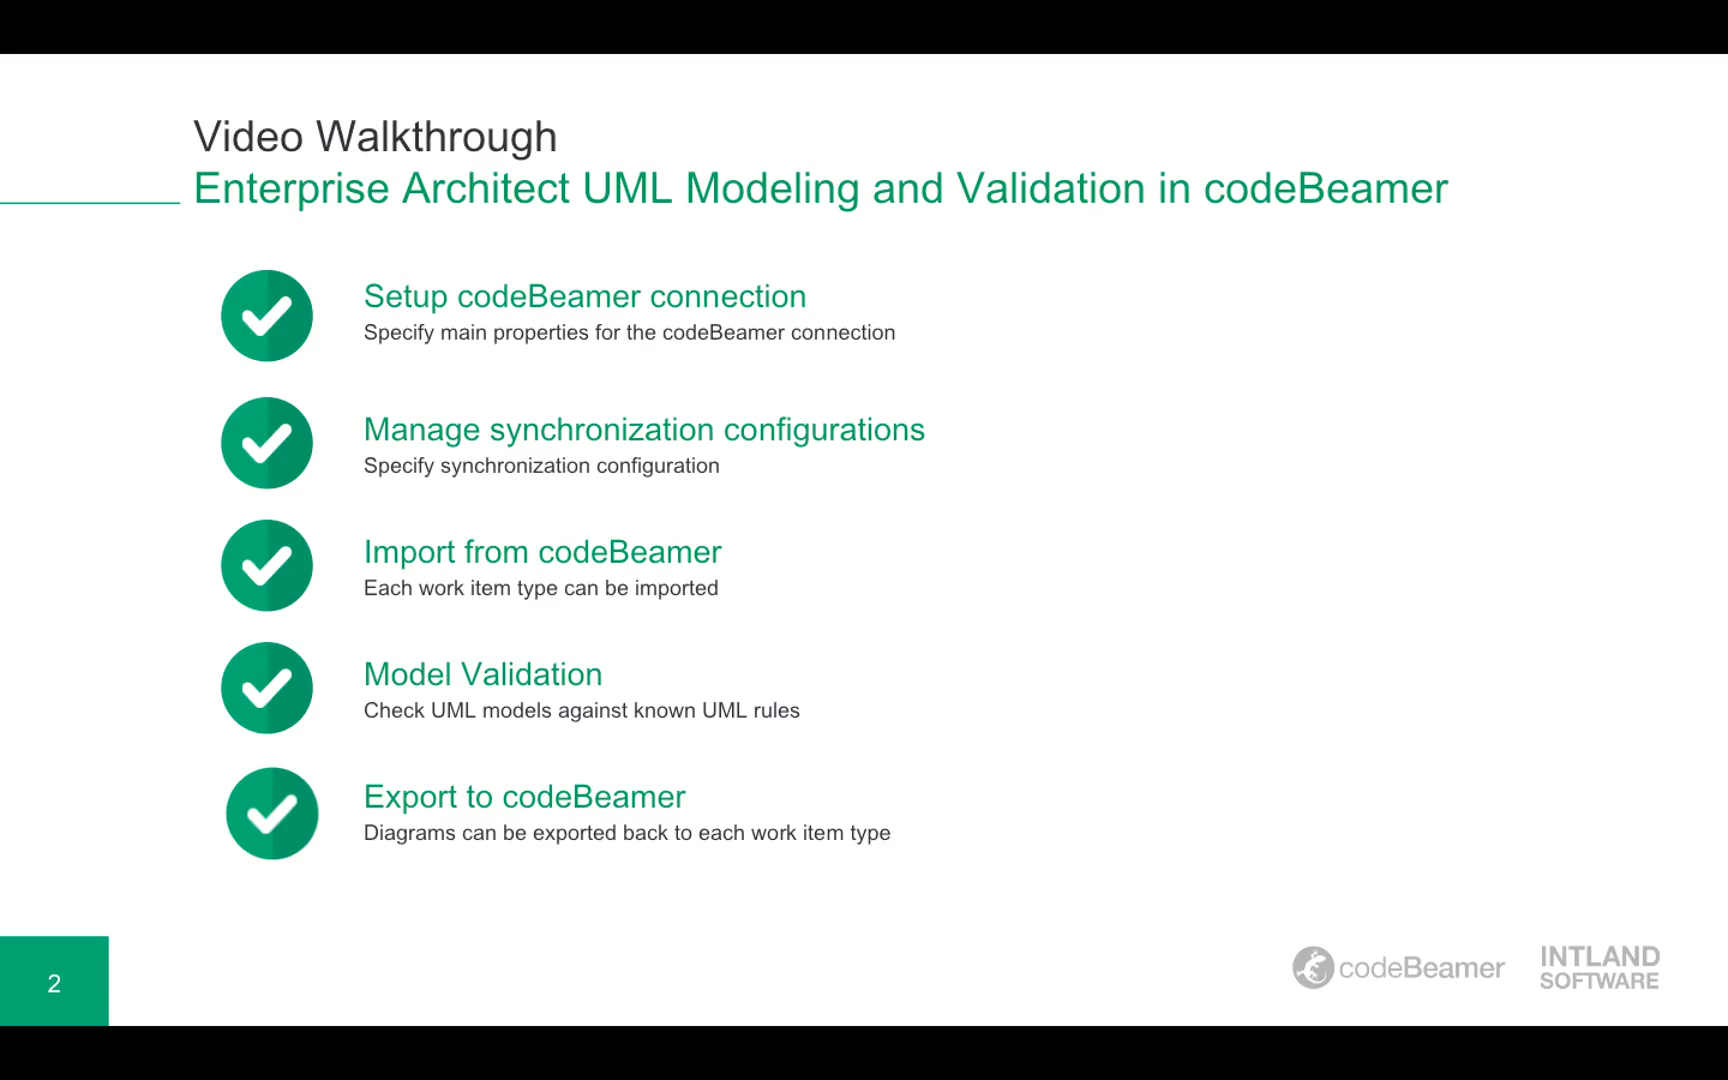 Video Walkthrough
Enterprise Architect UML Modeling and Validation in codeBeamer
Setup codeBeamer connection
Specify main properties for the codeBeamer connection
Manage synchronization configurations
Specify synchronization configuration
Import from codeBeamer
Each work item type can be imported
Model Validation
Check UML models against known UML rules
Export to codeBeamer
Diagrams can be exported back to each work item type
2
codeBeamer
INTLAND
SOFTWARE